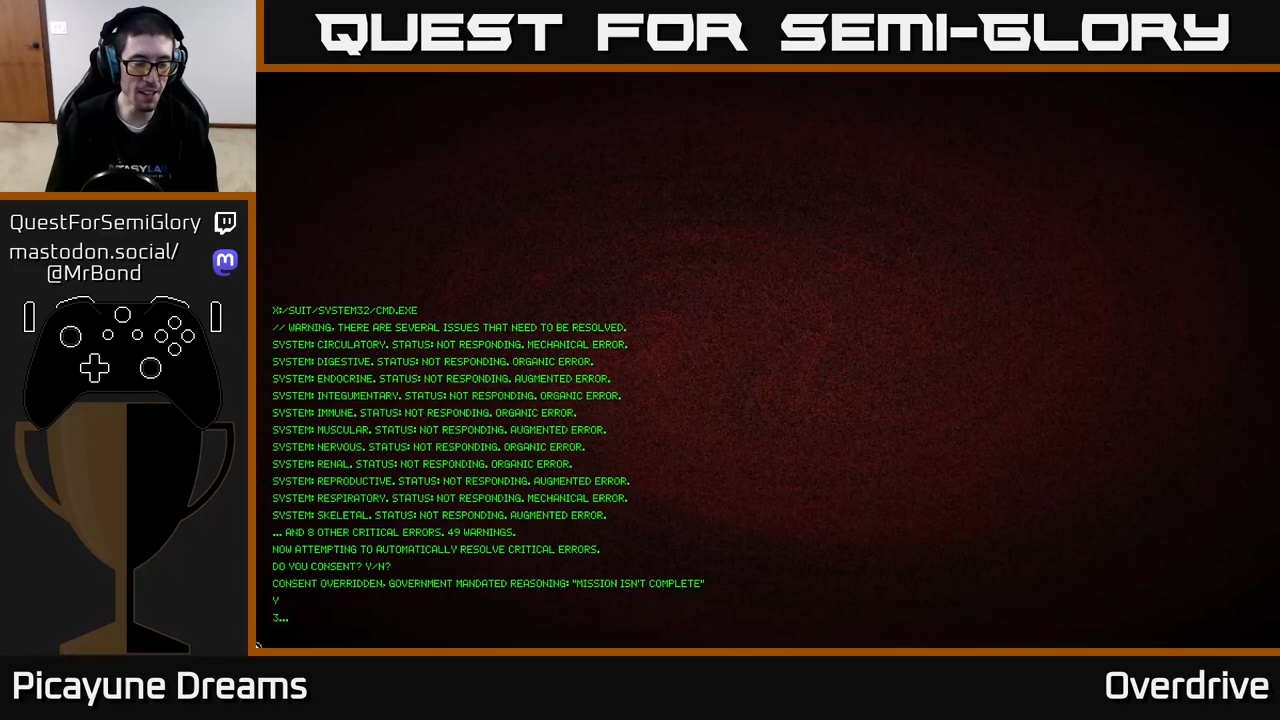 QUEST FOR SEMI-GLORY
QuestForSemiGlory
mastodon.social/
@MrBond
X:/SUIT/SYSTEM32/CMD.EXE
// WARNING, THERE ARE SEVERAL ISSUES THAT NEED TO BE RESOLVED.
SYSTEM: CIRCULATORY. STATUS: NOT RESPONDING. MECHANICAL ERROR.
SYSTEM: DIGESTIVE. STATUS: NOT RESPONDING. ORGANIC ERROR.
SYSTEM: ENDOCRINE. STATUS: NOT RESPONDING. AUGMENTED ERROR.
SYSTEM: INTEGUMENTARY. STATUS: NOT RESPONDING. ORGANIC ERROR.
SYSTEM: IMMUNE. STATUS: NOT RESPONDING. ORGANIC ERROR.
SYSTEM: MUSCULAR. STATUS: NOT RESPONDING. AUGMENTED ERROR.
SYSTEM: NERVOUS. STATUS: NOT RESPONDING. ORGANIC ERROR.
SYSTEM: RENAL. STATUS: NOT RESPONDING. ORGANIC ERROR.
SYSTEM: REPRODUCTIVE. STATUS: NOT RESPONDING. AUGMENTED ERROR.
SYSTEM: RESPIRATORY. STATUS: NOT RESPONDING. MECHANICAL ERROR.
SYSTEM: SKELETAL. STATUS: NOT RESPONDING. AUGMENTED ERROR.
... AND 8 OTHER CRITICAL ERRORS. 49 WARNINGS.
NOW ATTEMPTING TO AUTOMATICALLY RESOLVE CRITICAL ERRORS.
DO YOU CONSENT? Y/N?
CONSENT OVERRIDDEN, GOVERNMENT MANDATED REASONING: "MISSION ISN'T COMPLETE"
Y
3...
Picayune Dreams
Overdrive